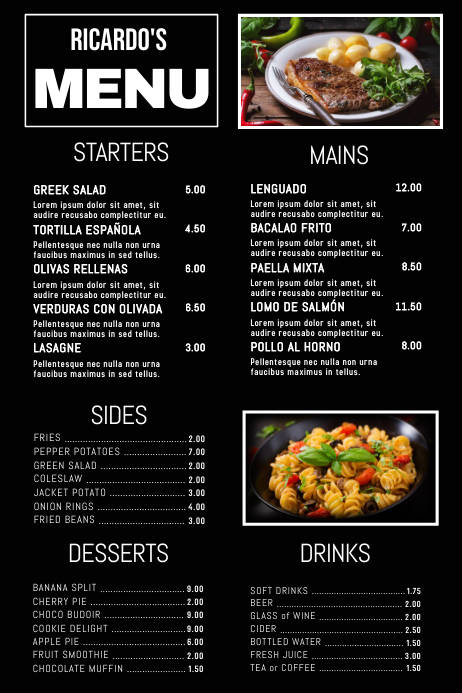 RICARDO'S
MENU
STARTERS
GREEK SALAD 5.00
Lorem ipsum dolor sit amet, sit
audire recusabo complectitur eu.
TORTILLA ESPAÑOLA 4.50
Pellentesque nec nulla non urna
faucibus maximus in sed tellus.
OLIVAS RELLENAS 6.00
Lorem ipsum dolor sit amet, sit
audire recusabo complectitur eu.
VERDURAS CON OLIVADA 6.50
Pellentesque nec nulla non urna
faucibus maximus in sed tellus.
LASAGNE 3.00
Pellentesque nec nulla non urna
faucibus maximus in sed tellus.
MAINS
LENGUADO 12.00
Lorem ipsum dolor sit amet, sit
audire recusabo complectitur eu.
BACALAO FRITO 7.00
Lorem ipsum dolor sit amet, sit
audire recusabo complectitur eu.
PAELLA MIXTA 8.50
Lorem ipsum dolor sit amet, sit
audire recusabo complectitur eu.
LOMO DE SALMÓN 11.50
Lorem ipsum dolor sit amet, sit
audire recusabo complectitur eu.
POLLO AL HORNO 8.00
Pellentesque nec nulla non urna
faucibus maximus in tellus.
SIDES
FRIES 2.00
PEPPER POTATOES 7.00
GREEN SALAD 2.00
COLESLAW 2.00
JACKET POTATO 3.00
ONION RINGS 4.00
FRIED BEANS 3.00
DESSERTS
BANANA SPLIT 9.00
CHERRY PIE 2.00
CHOCO BUDOIR 9.00
COOKIE DELIGHT 9.00
APPLE PIE 6.00
FRUIT SMOOTHIE 2.00
CHOCOLATE MUFFIN 1.50
DRINKS
SOFT DRINKS 1.75
BEER 2.00
GLASS of WINE 2.00
CIDER 2.50
BOTTLED WATER 1.50
FRESH JUICE 3.00
TEA or COFFEE 1.50